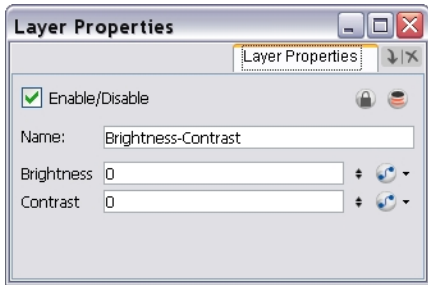 Layer Properties
Layer Properties
Enable/Disable
Name: Brightness-Contrast
Brightness 0
Contrast 0